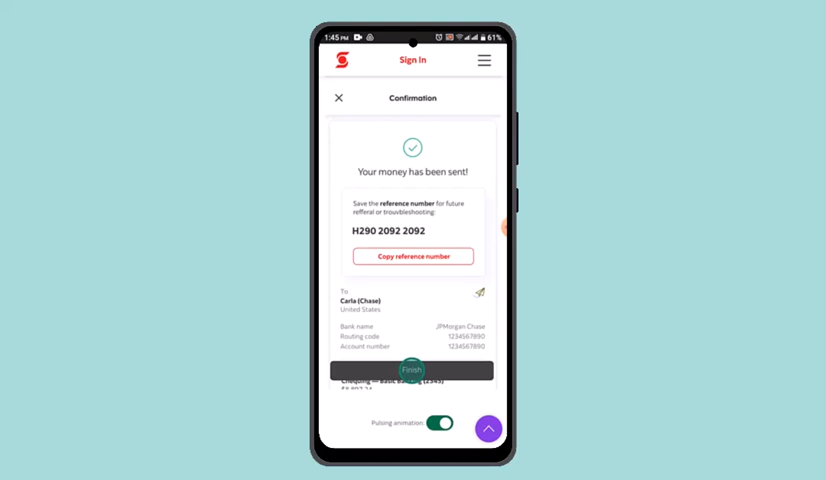 1:45 PM 61%
Sign In
Confirmation
Your money has been sent!
Save the reference number for future
refferal or trouvbleshooting:
H290 2092 2092
Copy reference number
To
Carla (Chase)
United States
Bank name JPMorgan Chase
Routing code 1234567890
Account number 1234567890
Finish
Chequing — Basic Banking (2345)
Pulsing animation: